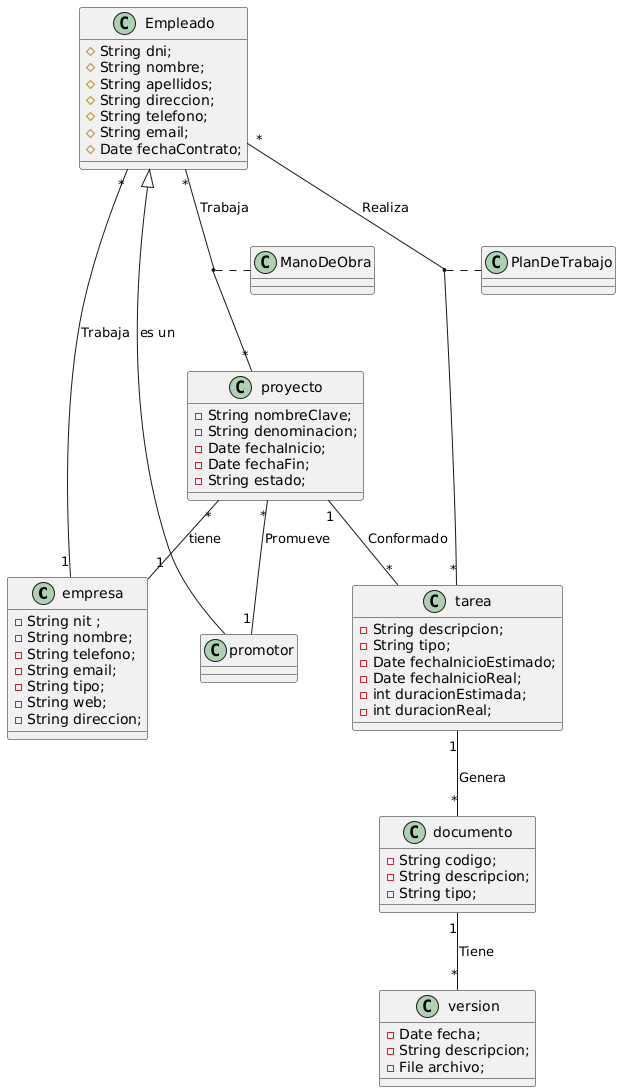 Empleado
String dni;
String nombre;
String apellidos;
String direccion;
String telefono;
String email;
Date fechaContrato;
*
*
*
Trabaja
Realiza
ManoDeObra
PlanDeTrabajo
Trabaja
es un
*
proyecto
String nombreClave;
String denominacion;
Date fechaInicio;
Date fechaFin;
String estado;
*
*
1
tiene
Promueve
Conformado
1
1
1
*
*
empresa
String nit ;
String nombre;
String telefono;
String email;
String tipo;
String web;
String direccion;
promotor
tarea
String descripcion;
String tipo;
Date fechaInicioEstimado;
Date fechaInicioReal;
int duracionEstimada;
int duracionReal;
1
Genera
*
documento
String codigo;
String descripcion;
String tipo;
1
Tiene
*
version
Date fecha;
String descripcion;
File archivo;